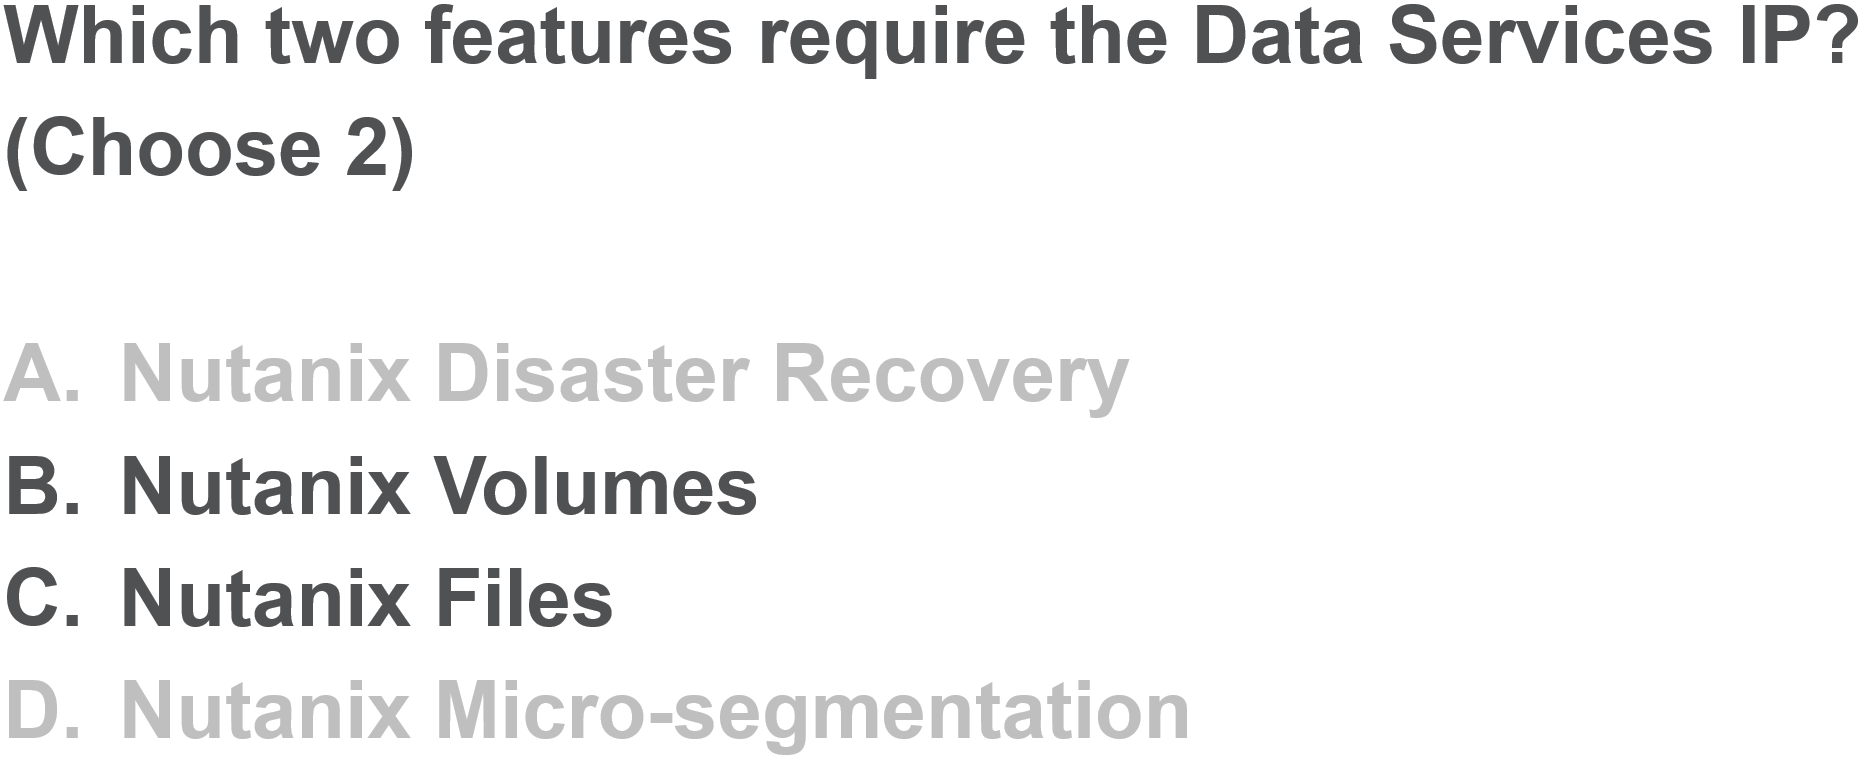 Which two features require the Data Services IP?
(Choose 2)
A. Nutanix Disaster Recovery
B. Nutanix Volumes
C. Nutanix Files
D. Nutanix Micro-segmentation